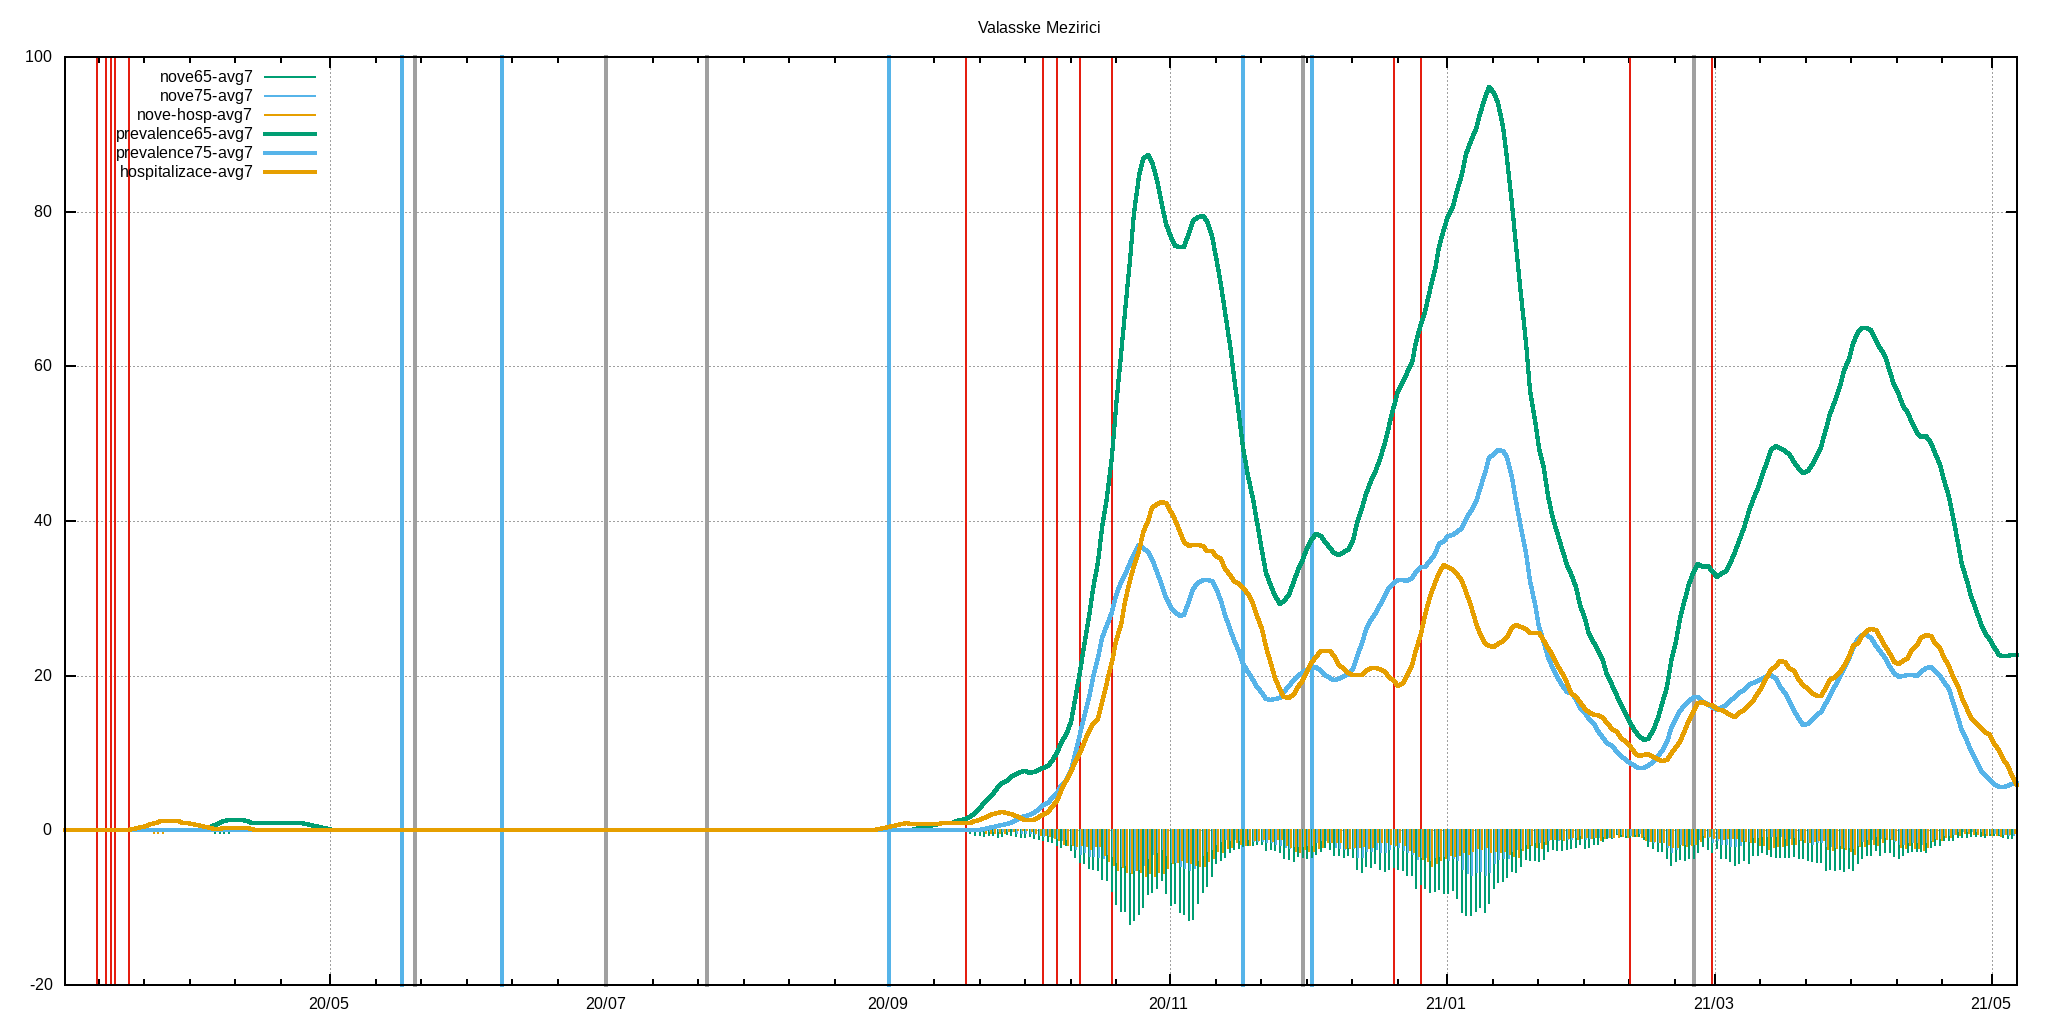 Valasske Mezirici
100
80
60
40
20
0
-20
nove65-avg7
nove75-avg7
nove-hosp-avg7
prevalence65-avg7
prevalence75-avg7
hospitalizace-avg7
20/05 20/07 20/09 20/11 21/01 21/03 21/05